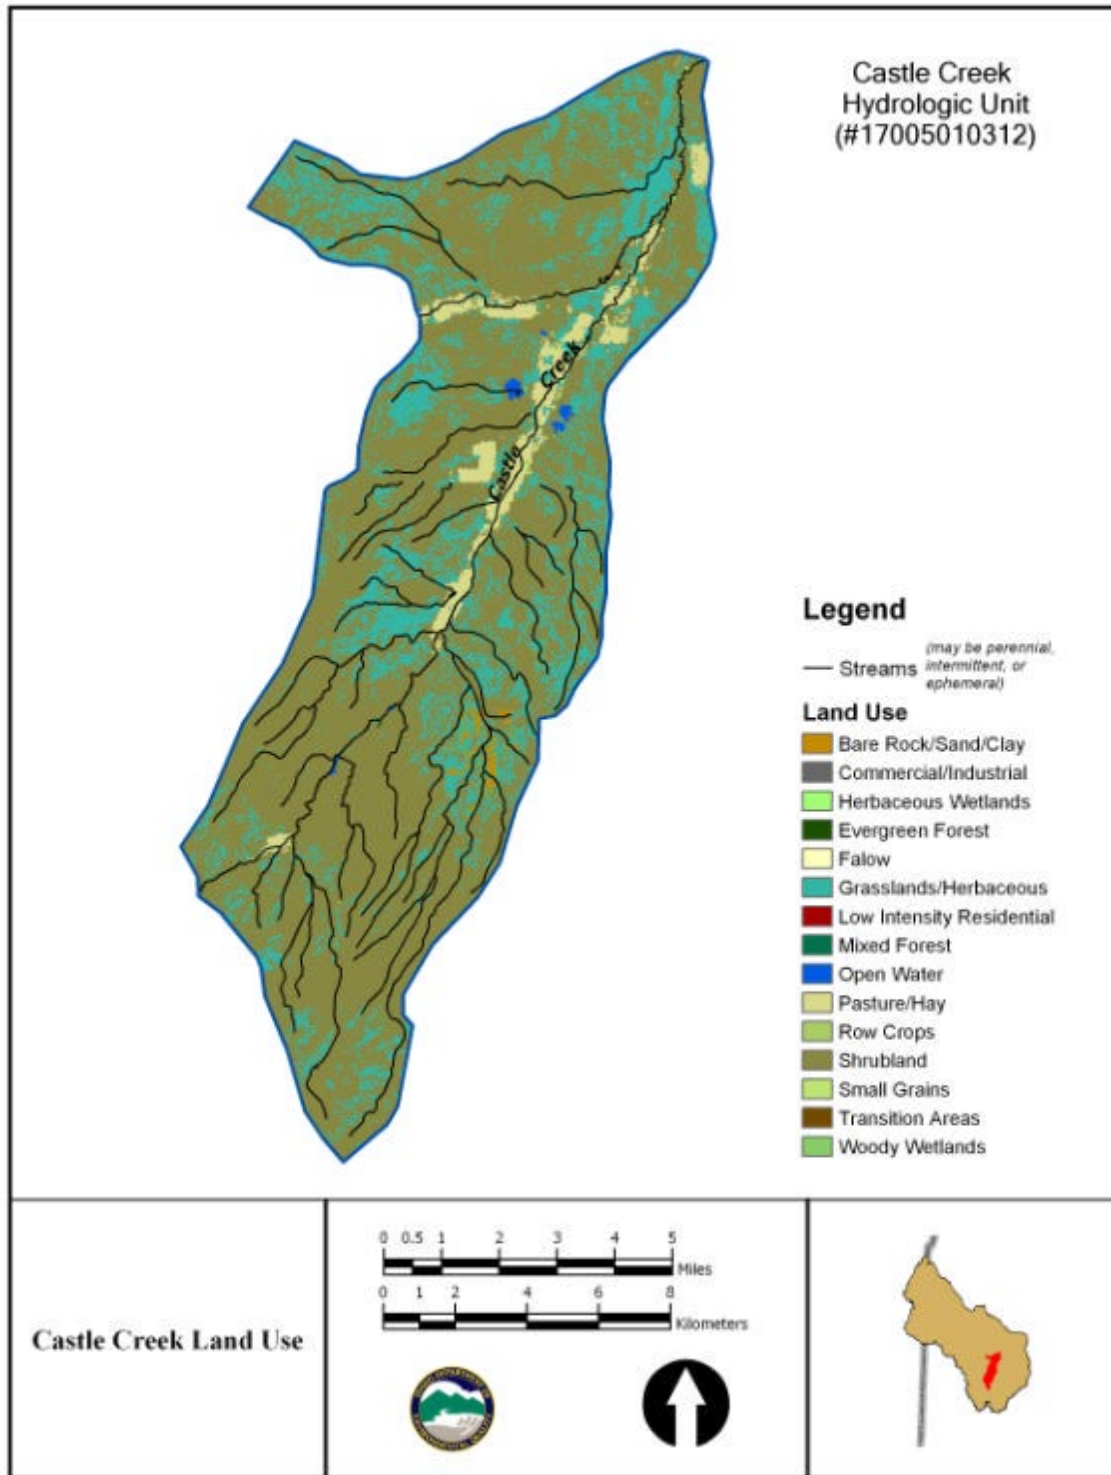 Castle Creek
Hydrologic Unit
(#17005010312)
Creek
Castle
Legend
Streams
(may be perennial,
intermittent, or
ephemeral)
Land Use
Bare Rock/Sand/Clay
Commercial/Industrial
Herbaceous Wetlands
Evergreen Forest
Falow
Grasslands/Herbaceous
Low Intensity Residential
Mixed Forest
Open Water
Pasture/Hay
Row Crops
Shrubland
Small Grains
Transition Areas
Woody Wetlands
Castle Creek Land Use
0 0.5 1 2 3 4 5
Miles
0 1 2 4 6 8
Kilometers